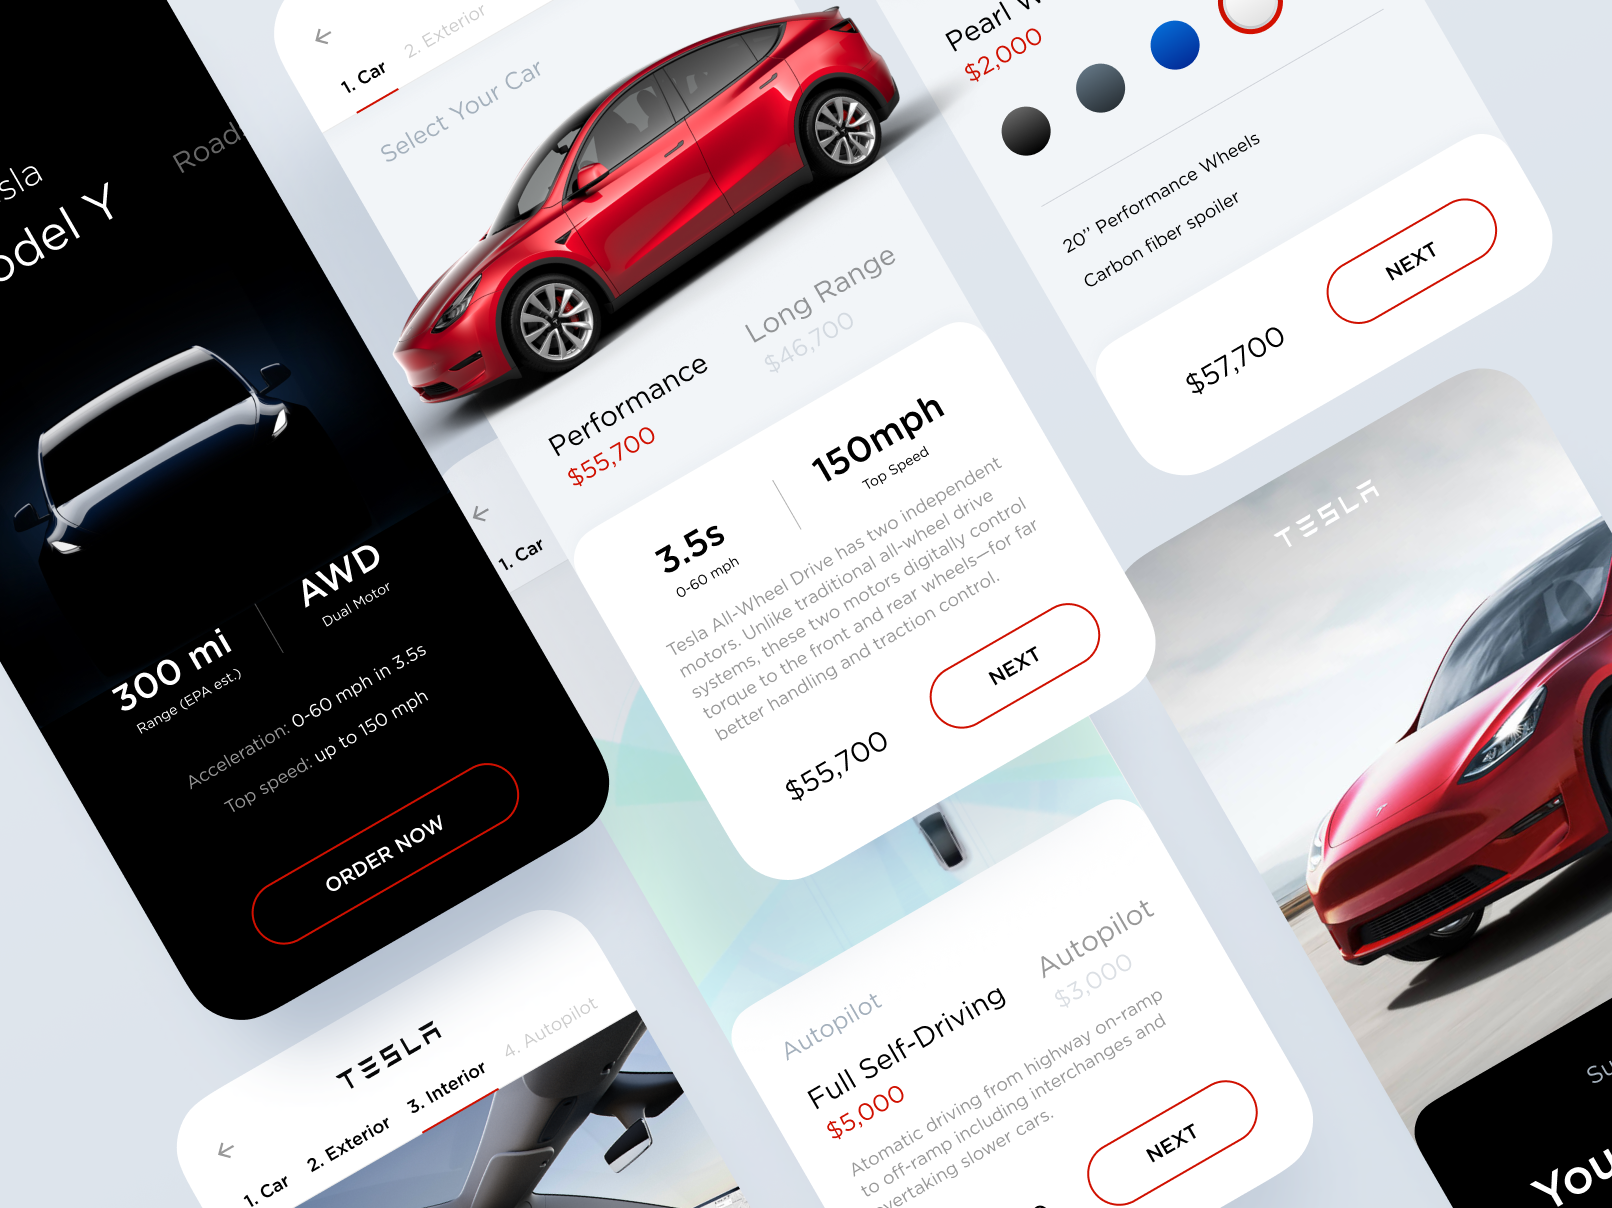 Model Y
300 mi
Range (EPA est.)
AWD
Dual Motor
Acceleration: 0-60 mph in 3.5s
Top speed: up to 150 mph
ORDER NOW
1. Car
2. Exterior
Select Your Car
Performance
$55,700
Long Range
$46,700
3.5s
0-60 mph
150mph
Top Speed
Tesla All-Wheel Drive has two independent
motors. Unlike traditional all-wheel drive
systems, these two motors digitally control
torque to the front and rear wheels—for far
better handling and traction control.
$55,700
NEXT
1. Car
Pearl
$2,000
20’’ Performance Wheels
Carbon fiber spoiler
$57,700
NEXT
TESLA
You
TESLA
1. Car
2. Exterior
3. Interior
4. Autopilot
Autopilot
Full Self-Driving
$5,000
Autopilot
$3,000
Atomatic driving from highway on-ramp
to off-ramp including interchanges and
overtaking slower cars.
NEXT